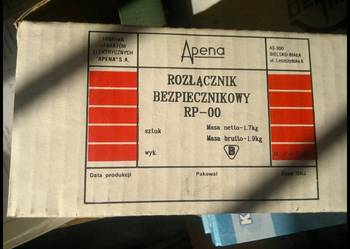 FABRYKA
APARATÓW
ELEKTRYCZNYCH
"APENA" S.A.
Apena
43-300
BIELSKO-BIAŁA
ul. Leszczyńska 6
ROZŁĄCZNIK
BEZPIECZNIKOWY
RP-00
sztuk
Masa netto-1.7kg
Masa brutto-1.9kg
wyk
B
Data produkcji
Pakował